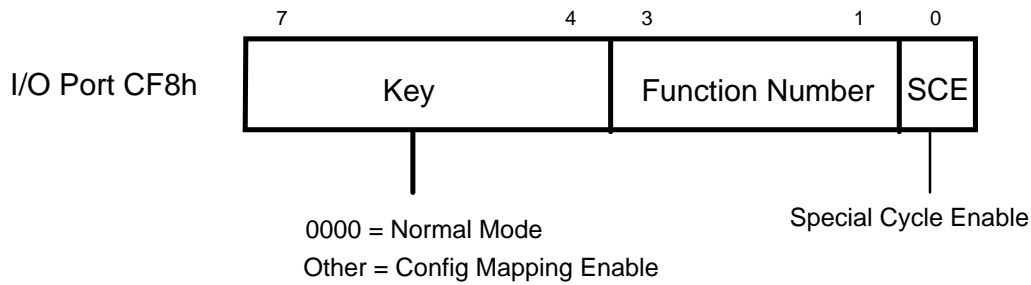 7 4 3 1 0
I/O Port CF8h Key Function Number SCE
0000 = Normal Mode
Other = Config Mapping Enable
Special Cycle Enable